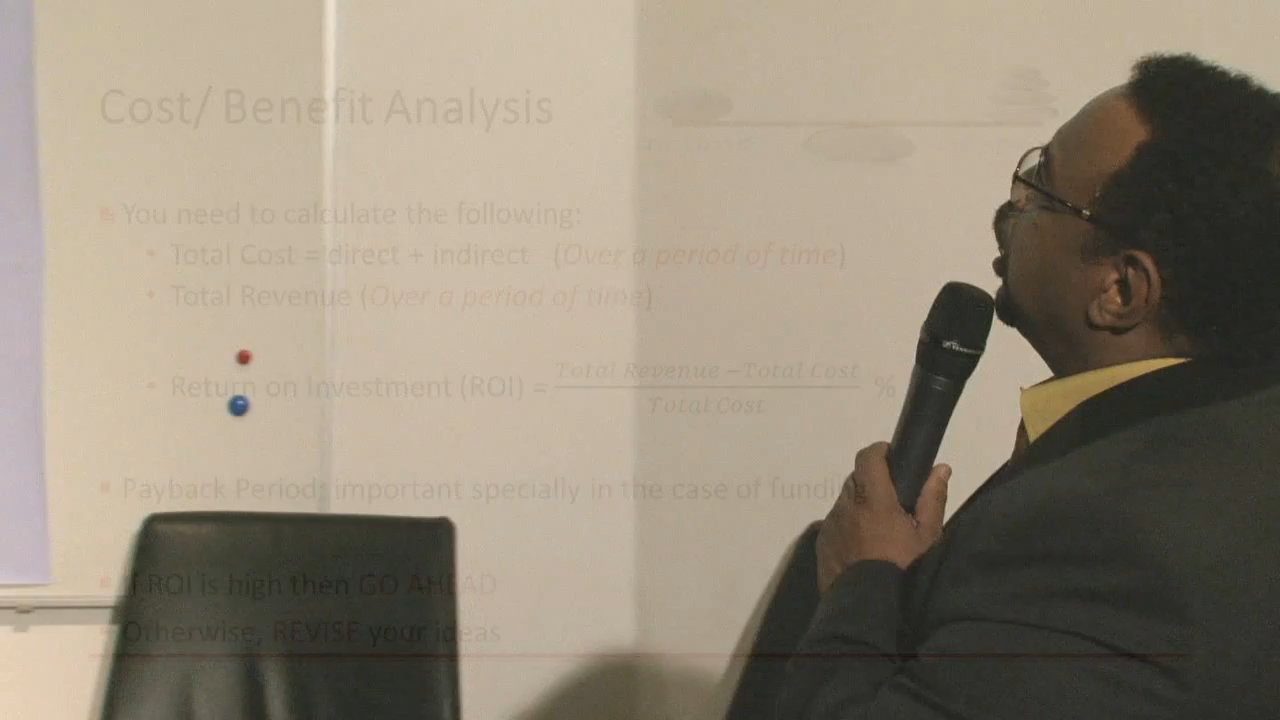 Cost/ Benefit Analysis
You need to calculate the following:
• Total Cost = direct + indirect (Over a period of time)
• Total Revenue (Over a period of time)
• Return on Investment (ROI) = Total Revenue − Total Cost %
Total Cost
Payback Period: important specially in the case of funding
If ROI is high then GO AHEAD
Otherwise, REVISE your ideas